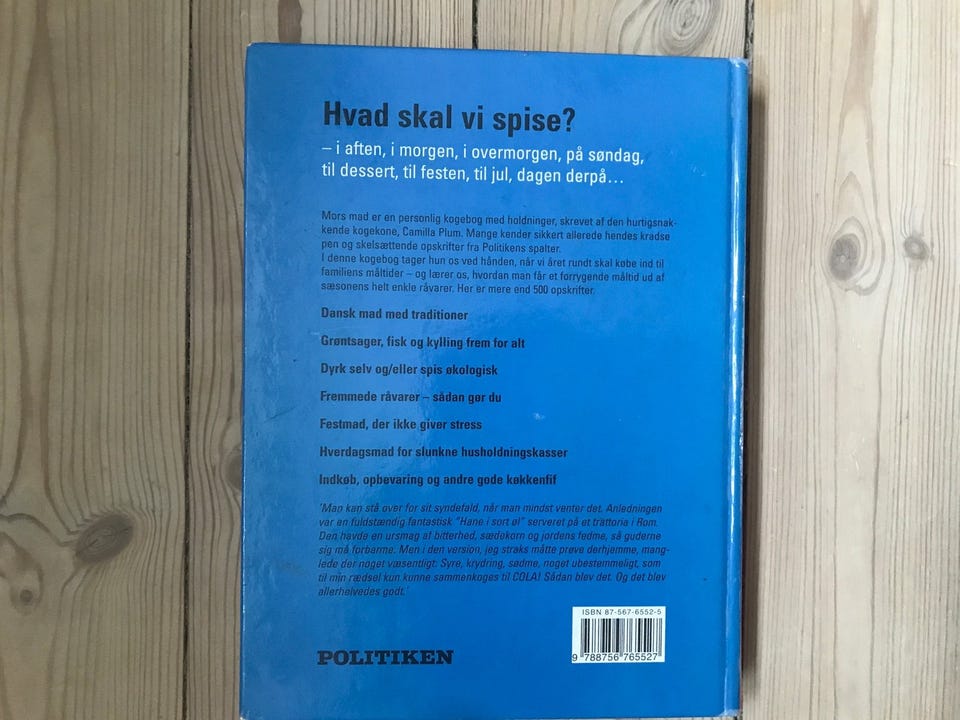 Hvad skal vi spise?
– i aften, i morgen, i overmorgen, på søndag,
til dessert, til festen, til jul, dagen derpå...
Mors mad er en personlig kogebog med holdninger, skrevet af den hurtigsnak-
kende kogekone, Camilla Plum. Mange kender sikkert allerede hendes kradse
pen og skelsættende opskrifter fra Politikens spalter.
I denne kogebog tager hun os ved hånden, når vi året rundt skal købe ind til
familiens måltider – og lærer os, hvordan man får et forrygende måltid ud af
sæsonens helt enkle råvarer. Her er mere end 500 opskrifter.
Dansk mad med traditioner
Grøntsager, fisk og kylling frem for alt
Dyrk selv og/eller spis økologisk
Fremmede råvarer – sådan gør du
Festmad, der ikke giver stress
Hverdagsmad for slunkne husholdningskasser
Indkøb, opbevaring og andre gode køkkenfif
'Man kan stå over for sit syndefald, når man mindst venter det. Anledningen
var en fuldstændig fantastisk "Hane i sort øl" serveret på et trattoria i Rom.
Den havde en ursmag af bitterhed, sædekorn og jordens fedme, så guderne
sig må forbarme. Men i den version, jeg straks måtte prøve derhjemme, mang-
lede der noget væsentligt: Syre, krydring, sødme, noget ubestemmeligt, som
til min rædsel kun kunne sammenkoges til COLA! Sådan blev det. Og det blev
allerhelvedes godt.'
ISBN 87-567-6552-5
9 788756 765527
POLITIKEN